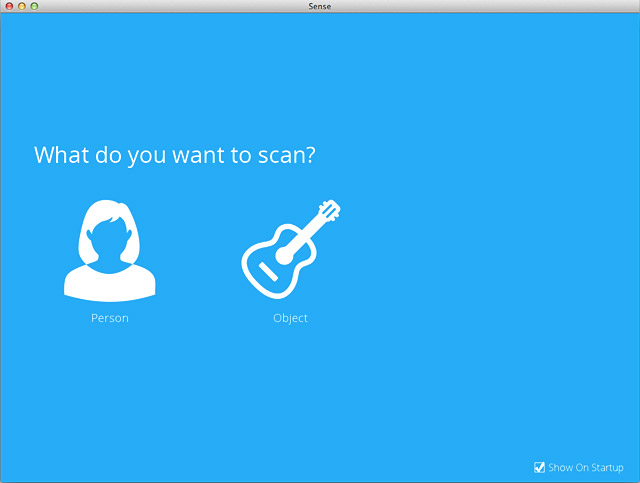 Sense
What do you want to scan?
Person
Object
Show On Startup